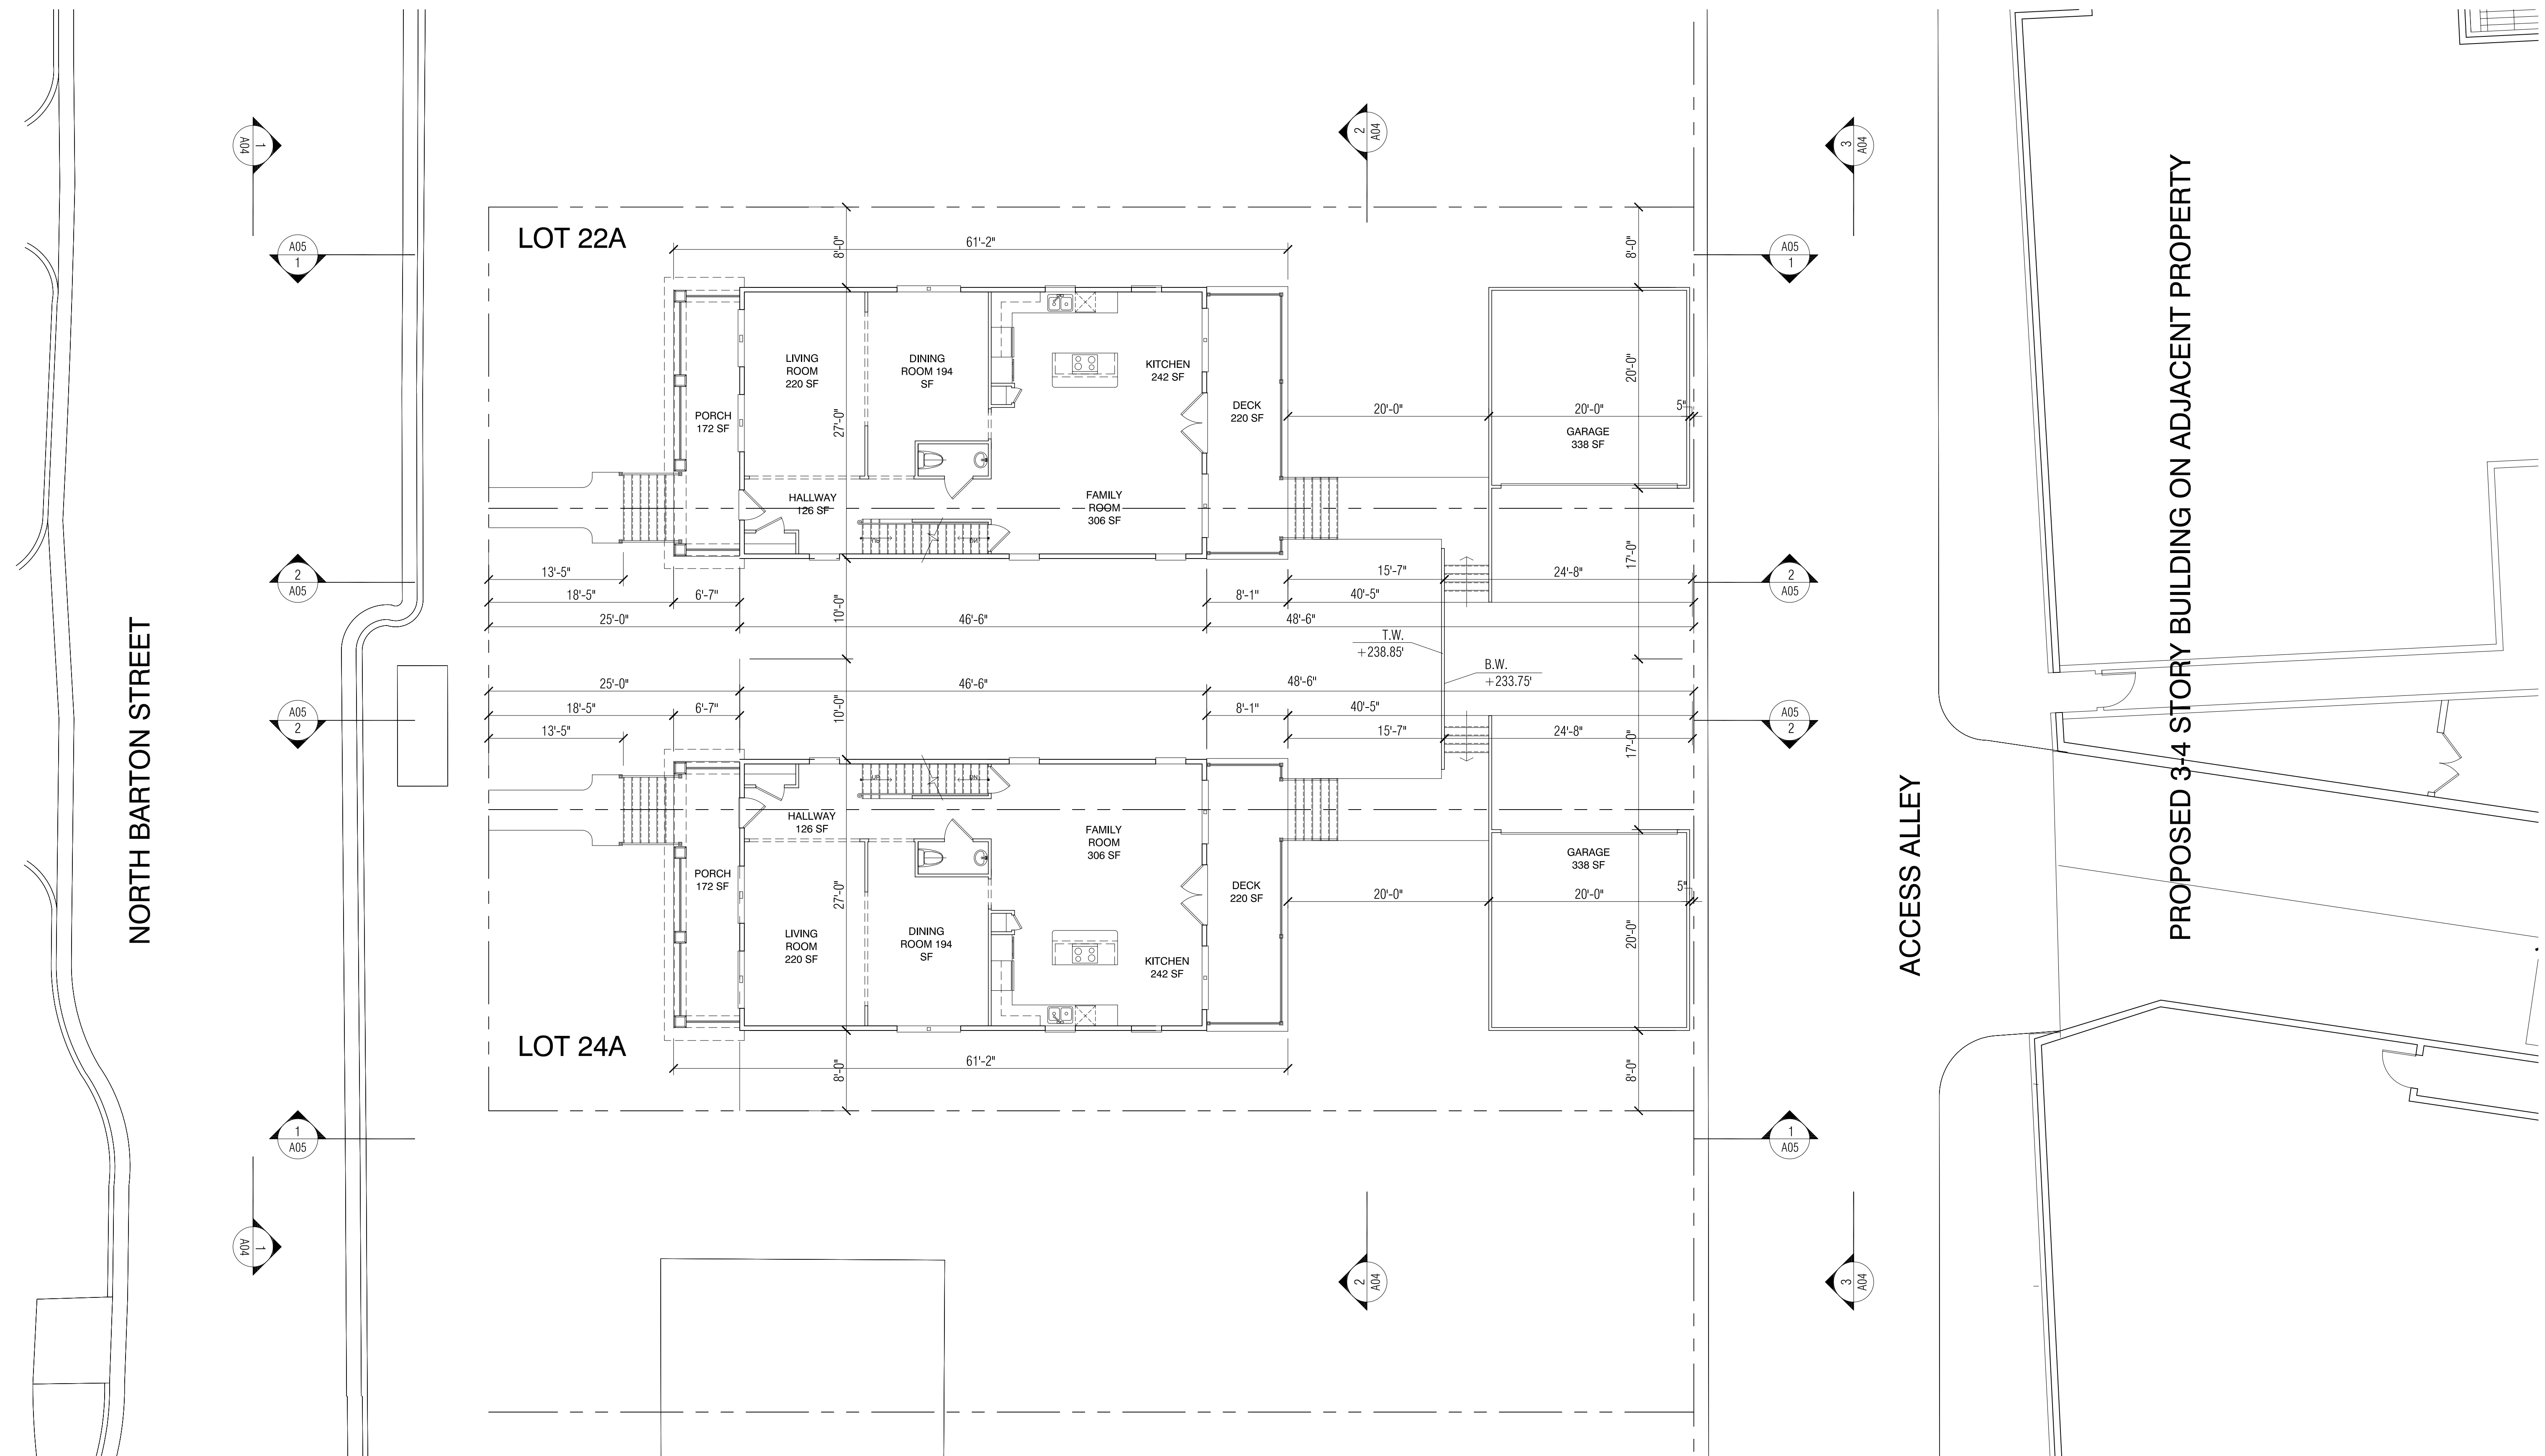 1
A04
2
A04
3
A04
LOT 22A
A05
1
61'-2"
8'-0"
8'-0"
A05
1
LIVING
ROOM
220 SF
DINING
ROOM 194
SF
KITCHEN
242 SF
20'-0"
PORCH
172 SF
27'-0"
DECK
220 SF
20'-0"
20'-0"
5"
GARAGE
338 SF
HALLWAY
126 SF
FAMILY
ROOM
306 SF
UP
DN
2
A05
13'-5"
15'-7"
24'-8"
17'-0"
2
A05
18'-5"
6'-7"
8'-1"
40'-5"
25'-0"
10'-0"
46'-6"
48'-6"
T.W.
+238.85'
B.W.
+233.75'
25'-0"
46'-6"
48'-6"
A05
2
18'-5"
6'-7"
10'-0"
8'-1"
40'-5"
A05
2
13'-5"
15'-7"
24'-8"
17'-0"
UP
DN
HALLWAY
126 SF
FAMILY
ROOM
306 SF
GARAGE
338 SF
PORCH
172 SF
27'-0"
DECK
220 SF
20'-0"
20'-0"
5"
LIVING
ROOM
220 SF
DINING
ROOM 194
SF
KITCHEN
242 SF
20'-0"
LOT 24A
61'-2"
8'-0"
8'-0"
1
A05
1
A05
1
A04
2
A04
3
A04
NORTH BARTON STREET
ACCESS ALLEY
PROPOSED 3-4 STORY BUILDING ON ADJACENT PROPERTY